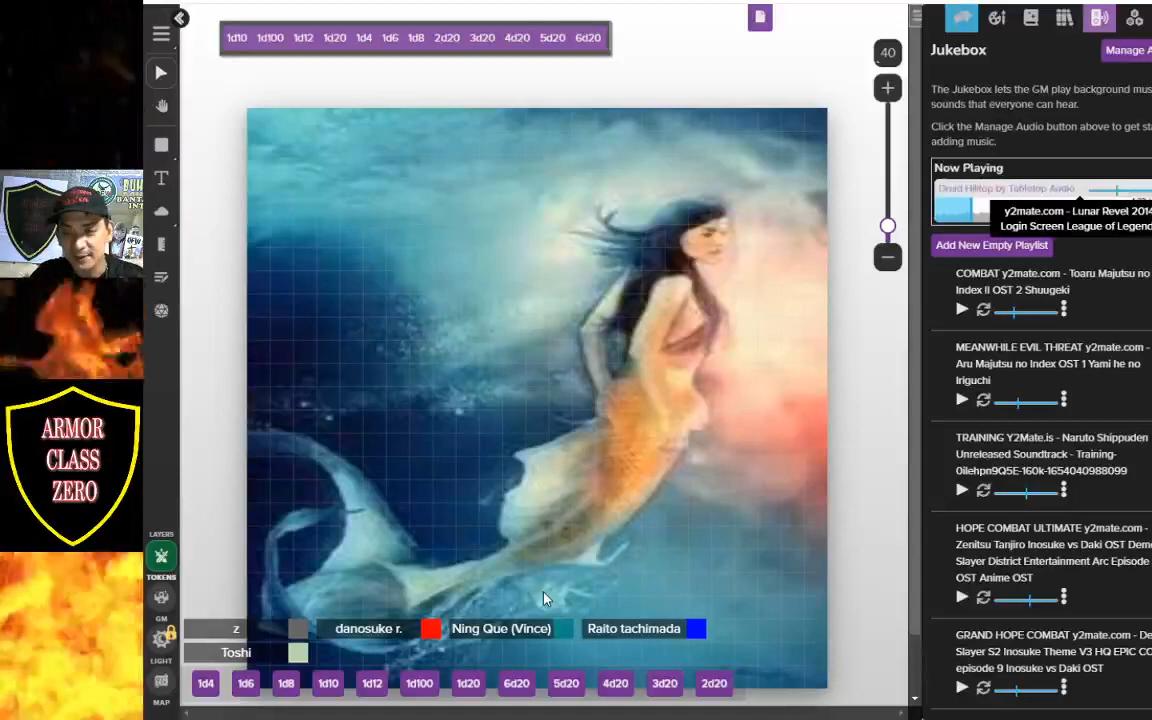 1d10 1d100 1d12 1d20 1d4 1d6 1d8 2d20 3d20 4d20 5d20 6d20
40
Jukebox
Manage A
The Jukebox lets the GM play background mus
sounds that everyone can hear.
Click the Manage Audio button above to get sta
adding music.
Now Playing
Druid Hilltop by Tabletop Audio
y2mate.com - Lunar Revel 2014
Login Screen League of Legend
Add New Empty Playlist
COMBAT y2mate.com - Toaru Majutsu no
Index II OST 2 Shuugeki
MEANWHILE EVIL THREAT y2mate.com -
Aru Majutsu no Index OST 1 Yami he no
Iriguchi
TRAINING Y2Mate.is - Naruto Shippuden
Unreleased Soundtrack - Training-
0ilehpn9Q5E-160k-1654040988099
HOPE COMBAT ULTIMATE y2mate.com -
Zenitsu Tanjiro Inosuke vs Daki OST Dem
Slayer District Entertainment Arc Episode
OST Anime OST
GRAND HOPE COMBAT y2mate.com - De
Slayer S2 Inosuke Theme V3 HQ EPIC CO
episode 9 Inosuke vs Daki OST
ARMOR
CLASS
ZERO
LAYERS
TOKENS
GM
LIGHT
MAP
z
danosuke r.
Ning Que (Vince)
Raito tachimada
Toshi
1d4 1d6 1d8 1d10 1d12 1d100 1d20 6d20 5d20 4d20 3d20 2d20